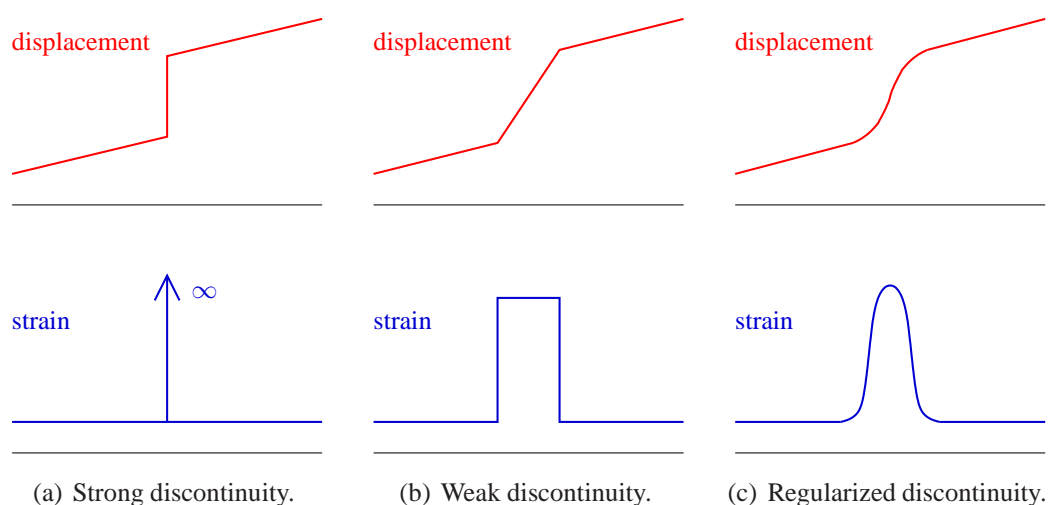 displacement
displacement
displacement
∞
strain
strain
strain
(a) Strong discontinuity.
(b) Weak discontinuity.
(c) Regularized discontinuity.